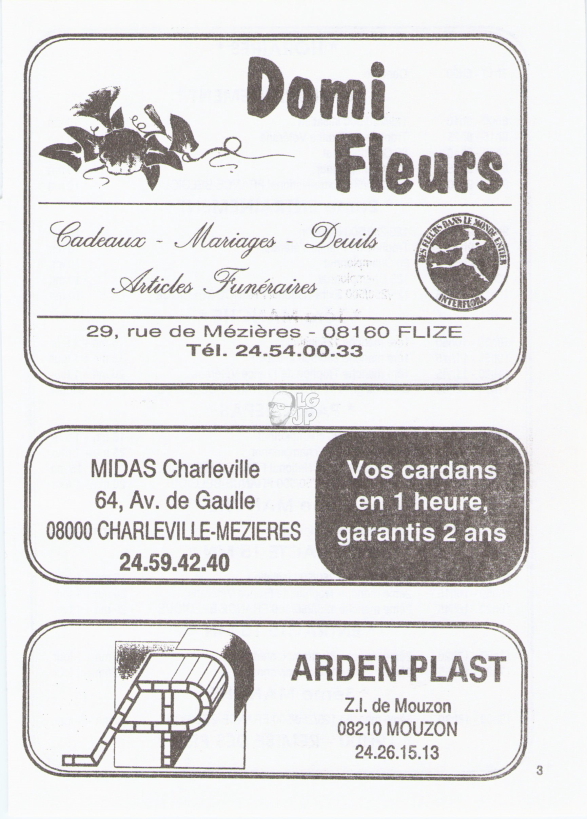 Domi
Fleurs
Cadeaux - Mariages - Deuils
Articles Funéraires
DES FLEURS DANS LE MONDE ENTIER
INTERFLORA
29, rue de Mézières - 08160 FLIZE
Tél. 24.54.00.33
LG
JP
MIDAS Charleville
64, Av. de Gaulle
08000 CHARLEVILLE-MEZIERES
24.59.42.40
Vos cardans
en 1 heure,
garantis 2 ans
ARDEN-PLAST
Z.I. de Mouzon
08210 MOUZON
24.26.15.13
3